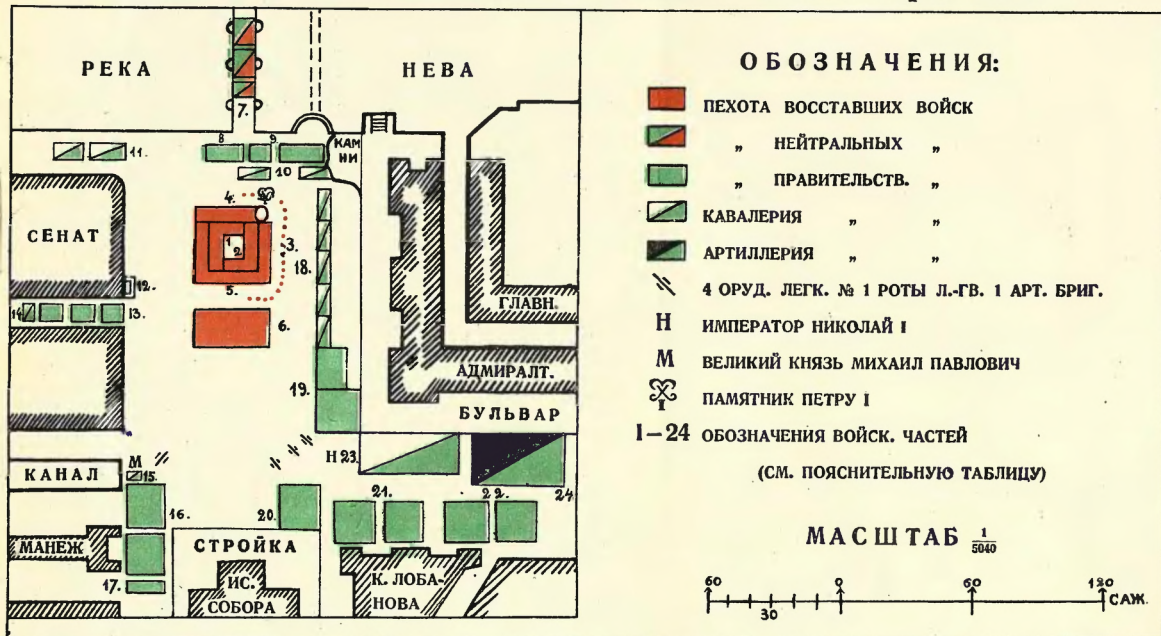 РЕКА
НЕВА
7.
8
9.
КАМ
НИ
11.
10
4.
СЕНАТ
1
2
3.
18.
5.
12.
14
13.
6.
ГЛАВН.
19.
АДМИРАЛТ.
БУЛЬВАР
Н 23.
М
КАНАЛ
15.
21.
22.
24.
16.
20.
МАНЕЖ
СТРОЙКА
17.
ИС.
СОБОРА
К. ЛОБА-
НОВА
ОБОЗНАЧЕНИЯ:
ПЕХОТА ВОССТАВШИХ ВОЙСК
„ НЕЙТРАЛЬНЫХ „
„ ПРАВИТЕЛЬСТВ. „
КАВАЛЕРИЯ „ „
АРТИЛЛЕРИЯ „ „
4 ОРУД. ЛЕГК. № 1 РОТЫ Л.-ГВ. 1 АРТ. БРИГ.
Н ИМПЕРАТОР НИКОЛАЙ I
М ВЕЛИКИЙ КНЯЗЬ МИХАИЛ ПАВЛОВИЧ
ПАМЯТНИК ПЕТРУ I
1–24 ОБОЗНАЧЕНИЯ ВОЙСК. ЧАСТЕЙ
(СМ. ПОЯСНИТЕЛЬНУЮ ТАБЛИЦУ)
МАСШТАБ 1/5040
60 0 60 120 САЖ.
30